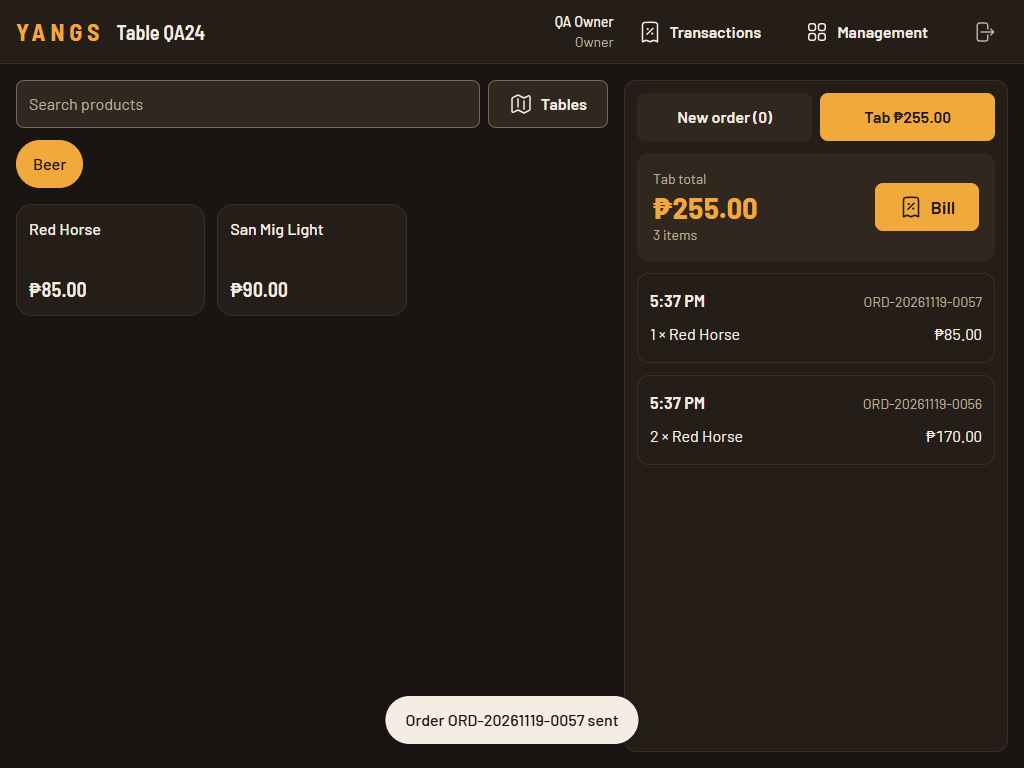 YANGS Table QA24
QA Owner
Owner
Transactions
Management
Search products
Tables
Beer
Red Horse
₱85.00
San Mig Light
₱90.00
New order (0)
Tab ₱255.00
Tab total
₱255.00
3 items
Bill
5:37 PM ORD-20261119-0057
1 × Red Horse ₱85.00
5:37 PM ORD-20261119-0056
2 × Red Horse ₱170.00
Order ORD-20261119-0057 sent